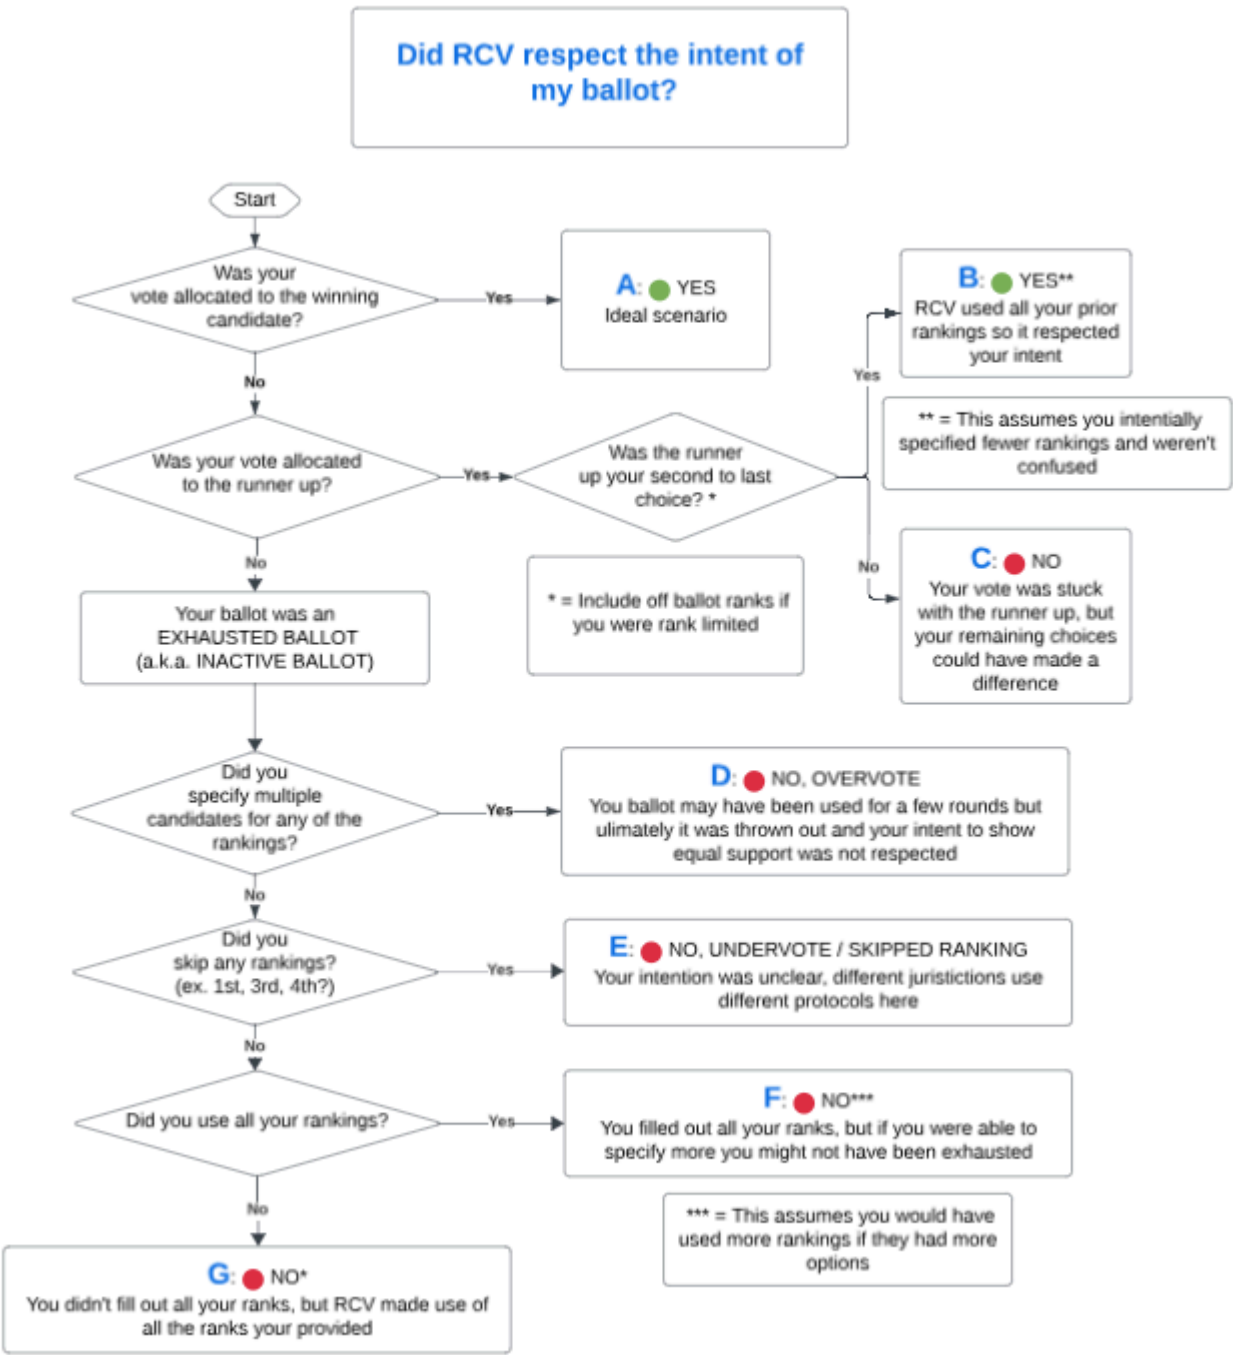 Did RCV respect the intent of
my ballot?
Start
Was your
vote allocated to the winning
candidate?
Yes
A: YES
Ideal scenario
No
Was your vote allocated
to the runner up?
Yes
Was the runner
up your second to last
choice? *
Yes
B: YES**
RCV used all your prior
rankings so it respected
your intent
** = This assumes you intentially
specified fewer rankings and weren't
confused
No
C: NO
Your vote was stuck
with the runner up, but
your remaining choices
could have made a
difference
* = Include off ballot ranks if
you were rank limited
No
Your ballot was an
EXHAUSTED BALLOT
(a.k.a. INACTIVE BALLOT)
Did you
specify multiple
candidates for any of the
rankings?
Yes
D: NO, OVERVOTE
You ballot may have been used for a few rounds but
ulimately it was thrown out and your intent to show
equal support was not respected
No
Did you
skip any rankings?
(ex. 1st, 3rd, 4th?)
Yes
E: NO, UNDERVOTE / SKIPPED RANKING
Your intention was unclear, different juristictions use
different protocols here
No
Did you use all your rankings?
Yes
F: NO***
You filled out all your ranks, but if you were able to
specify more you might not have been exhausted
*** = This assumes you would have
used more rankings if they had more
options
No
G: NO*
You didn't fill out all your ranks, but RCV made use of
all the ranks your provided